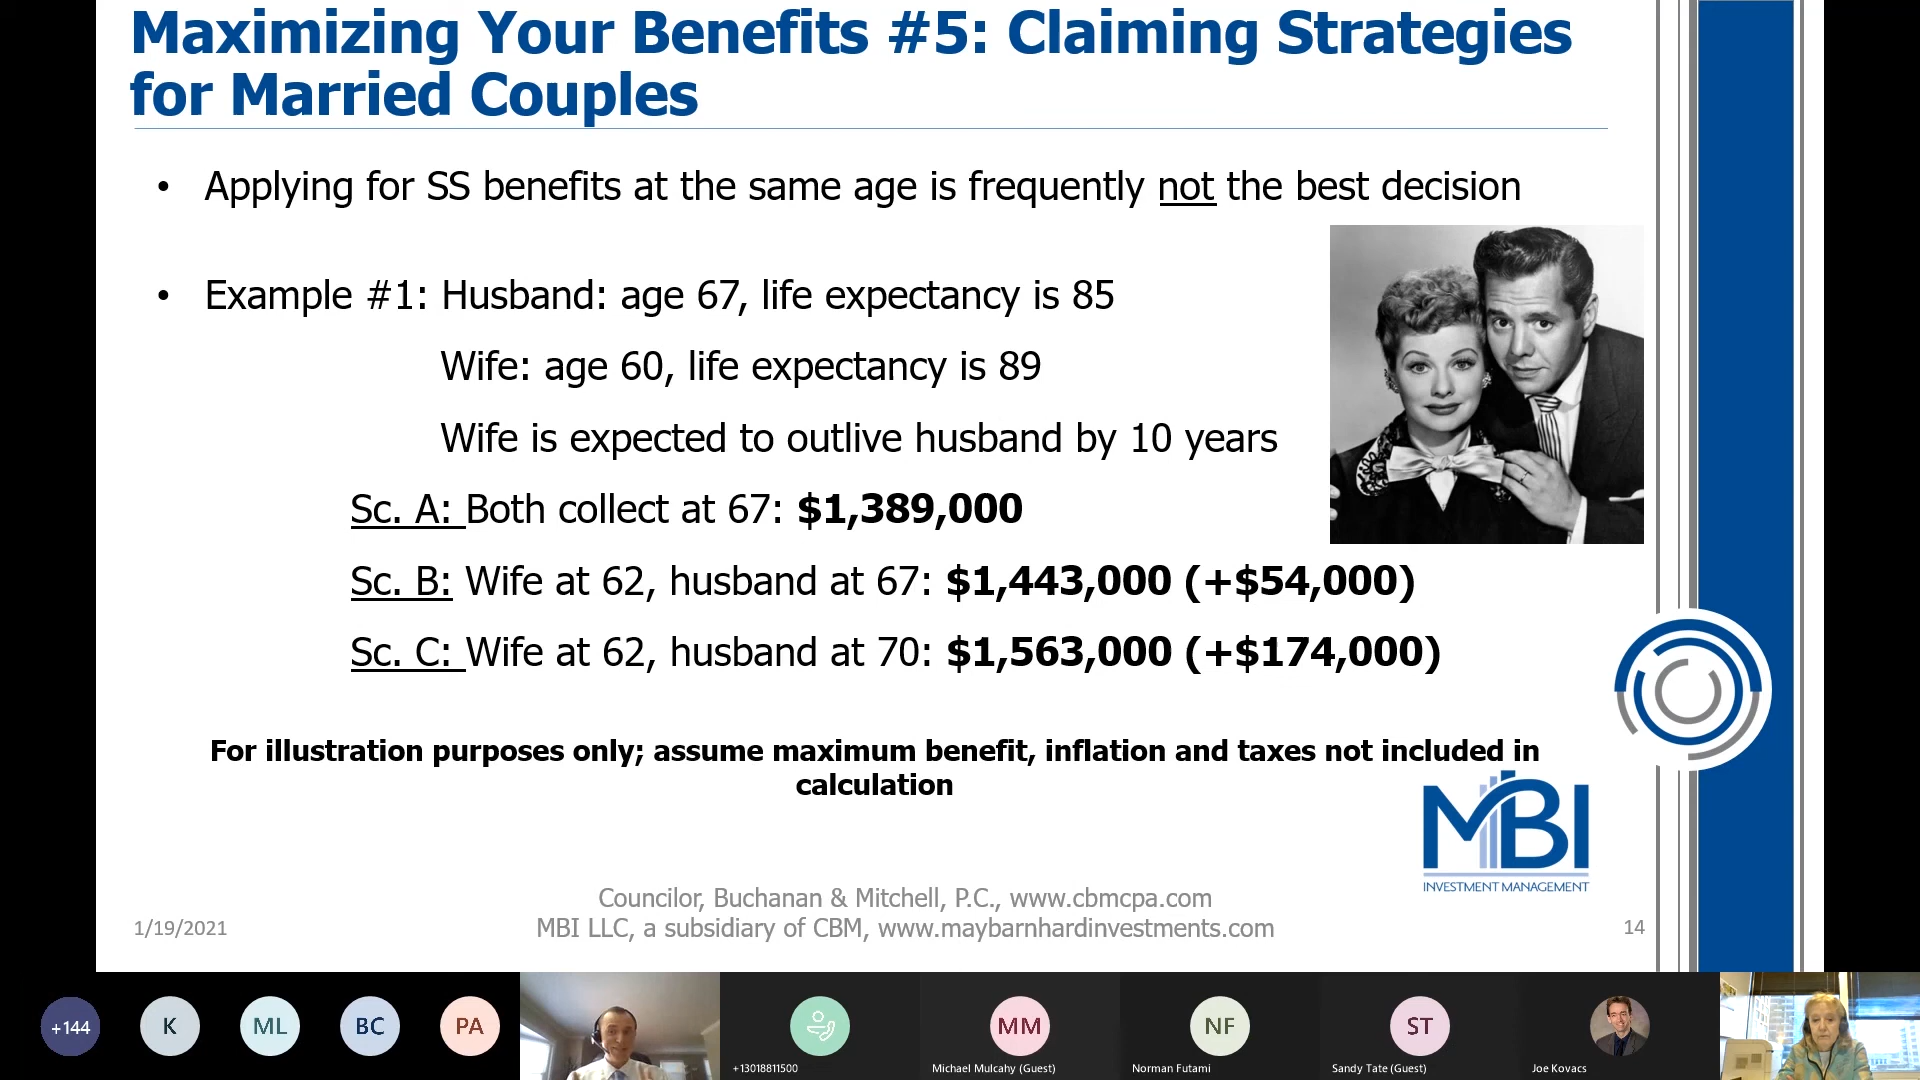 Maximizing Your Benefits #5: Claiming Strategies
for Married Couples
• Applying for SS benefits at the same age is frequently not the best decision
• Example #1: Husband: age 67, life expectancy is 85
Wife: age 60, life expectancy is 89
Wife is expected to outlive husband by 10 years
Sc. A: Both collect at 67: $1,389,000
Sc. B: Wife at 62, husband at 67: $1,443,000 (+$54,000)
Sc. C: Wife at 62, husband at 70: $1,563,000 (+$174,000)
For illustration purposes only; assume maximum benefit, inflation and taxes not included in
calculation
MBI
INVESTMENT MANAGEMENT
Councilor, Buchanan & Mitchell, P.C., www.cbmcpa.com
1/19/2021
MBI LLC, a subsidiary of CBM, www.maybarnhardinvestments.com
14
+144
K
ML
BC
PA
+13018811500
MM
Michael Mulcahy (Guest)
NF
Norman Futami
ST
Sandy Tate (Guest)
Joe Kovacs